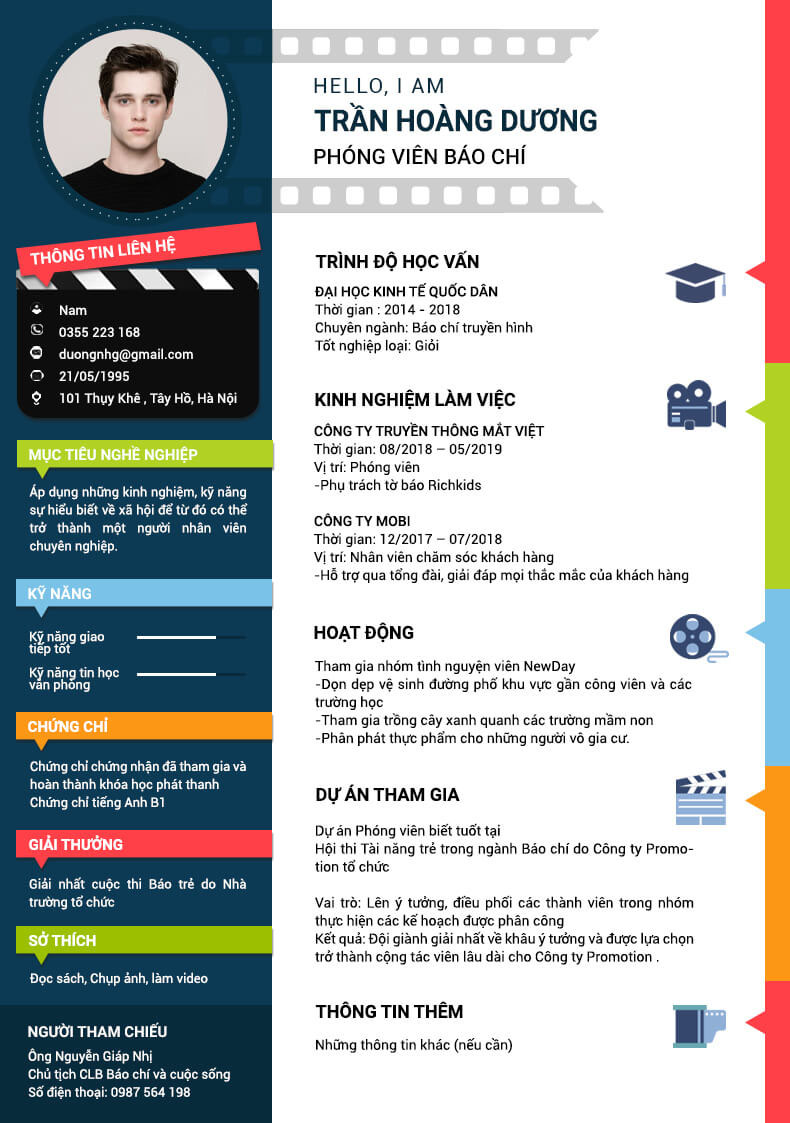 HELLO, I AM
TRẦN HOÀNG DƯƠNG
PHÓNG VIÊN BÁO CHÍ
THÔNG TIN LIÊN HỆ
Nam
0355 223 168
duongnhg@gmail.com
21/05/1995
101 Thụy Khê , Tây Hồ, Hà Nội
MỤC TIÊU NGHỀ NGHIỆP
Áp dụng những kinh nghiệm, kỹ năng
sự hiểu biết về xã hội để từ đó có thể
trở thành một người nhân viên
chuyên nghiệp.
KỸ NĂNG
Kỹ năng giao
tiếp tốt
Kỹ năng tin học
văn phòng
CHỨNG CHỈ
Chứng chỉ chứng nhận đã tham gia và
hoàn thành khóa học phát thanh
Chứng chỉ tiếng Anh B1
GIẢI THƯỞNG
Giải nhất cuộc thi Báo trẻ do Nhà
trường tổ chức
SỞ THÍCH
Đọc sách, Chụp ảnh, làm video
NGƯỜI THAM CHIẾU
Ông Nguyễn Giáp Nhị
Chủ tịch CLB Báo chí và cuộc sống
Số điện thoại: 0987 564 198
TRÌNH ĐỘ HỌC VẤN
ĐẠI HỌC KINH TẾ QUỐC DÂN
Thời gian : 2014 - 2018
Chuyên ngành: Báo chí truyền hình
Tốt nghiệp loại: Giỏi
KINH NGHIỆM LÀM VIỆC
CÔNG TY TRUYỀN THÔNG MẮT VIỆT
Thời gian: 08/2018 – 05/2019
Vị trí: Phóng viên
-Phụ trách tờ báo Richkids
CÔNG TY MOBI
Thời gian: 12/2017 – 07/2018
Vị trí: Nhân viên chăm sóc khách hàng
-Hỗ trợ qua tổng đài, giải đáp mọi thắc mắc của khách hàng
HOẠT ĐỘNG
Tham gia nhóm tình nguyện viên NewDay
-Dọn dẹp vệ sinh đường phố khu vực gần công viên và các
trường học
-Tham gia trồng cây xanh quanh các trường mầm non
-Phân phát thực phẩm cho những người vô gia cư.
DỰ ÁN THAM GIA
Dự án Phóng viên biết tuốt tại
Hội thi Tài năng trẻ trong ngành Báo chí do Công ty Promo-
tion tổ chức
Vai trò: Lên ý tưởng, điều phối các thành viên trong nhóm
thực hiện các kế hoạch được phân công
Kết quả: Đội giành giải nhất về khâu ý tưởng và được lựa chọn
trở thành cộng tác viên lâu dài cho Công ty Promotion .
THÔNG TIN THÊM
Những thông tin khác (nếu cần)